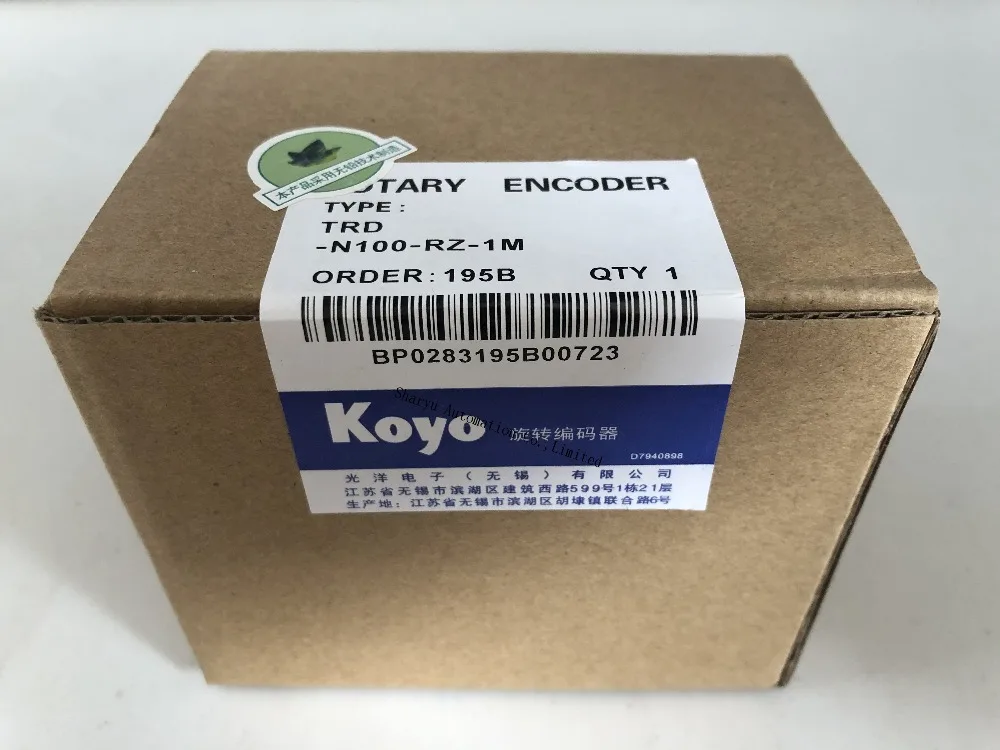 本产品采用无铅技术制造
ROTARY ENCODER
TYPE:
TRD
-N100-RZ-1M
ORDER:195B QTY 1
BP0283195B00723
Koyo 旋转编码器
Sharyu Automation Co.,Limited
D7940898
光洋电子（无锡）有限公司
江苏省无锡市滨湖区建筑西路599号1栋21层
生产地：江苏省无锡市滨湖区胡埭镇联合路6号